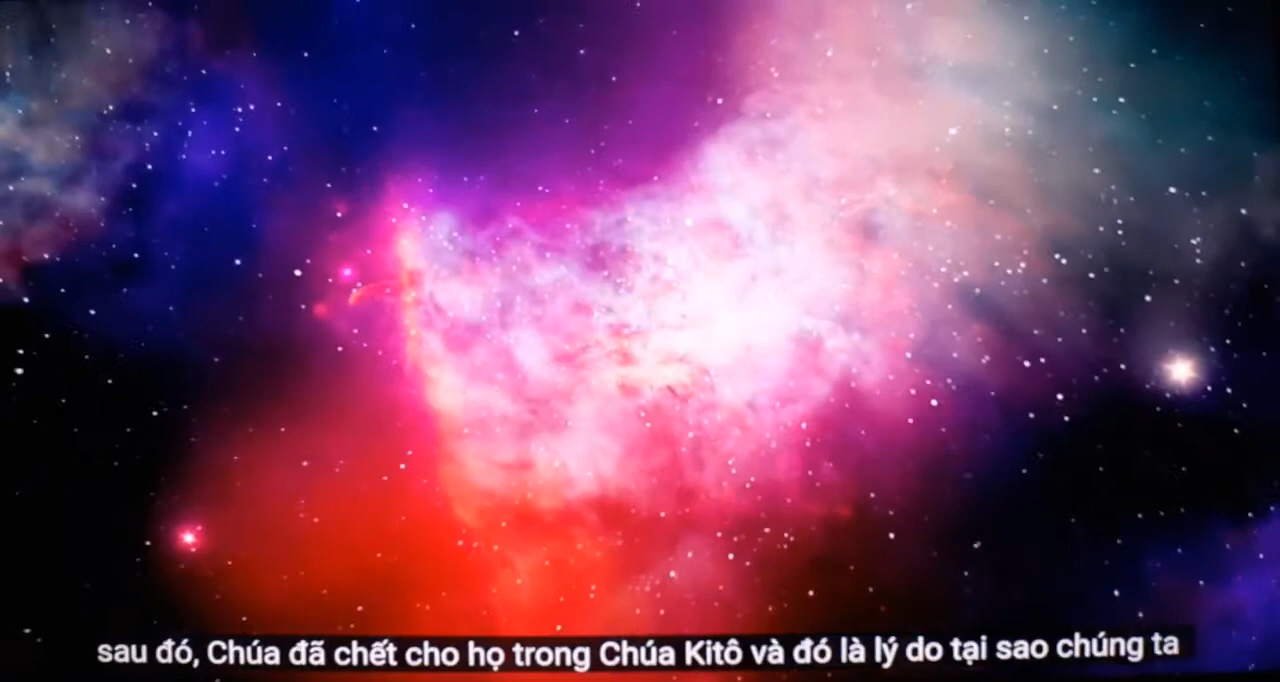 sau đó, Chúa đã chết cho họ trong Chúa Kitô và đó là lý do tại sao chúng ta